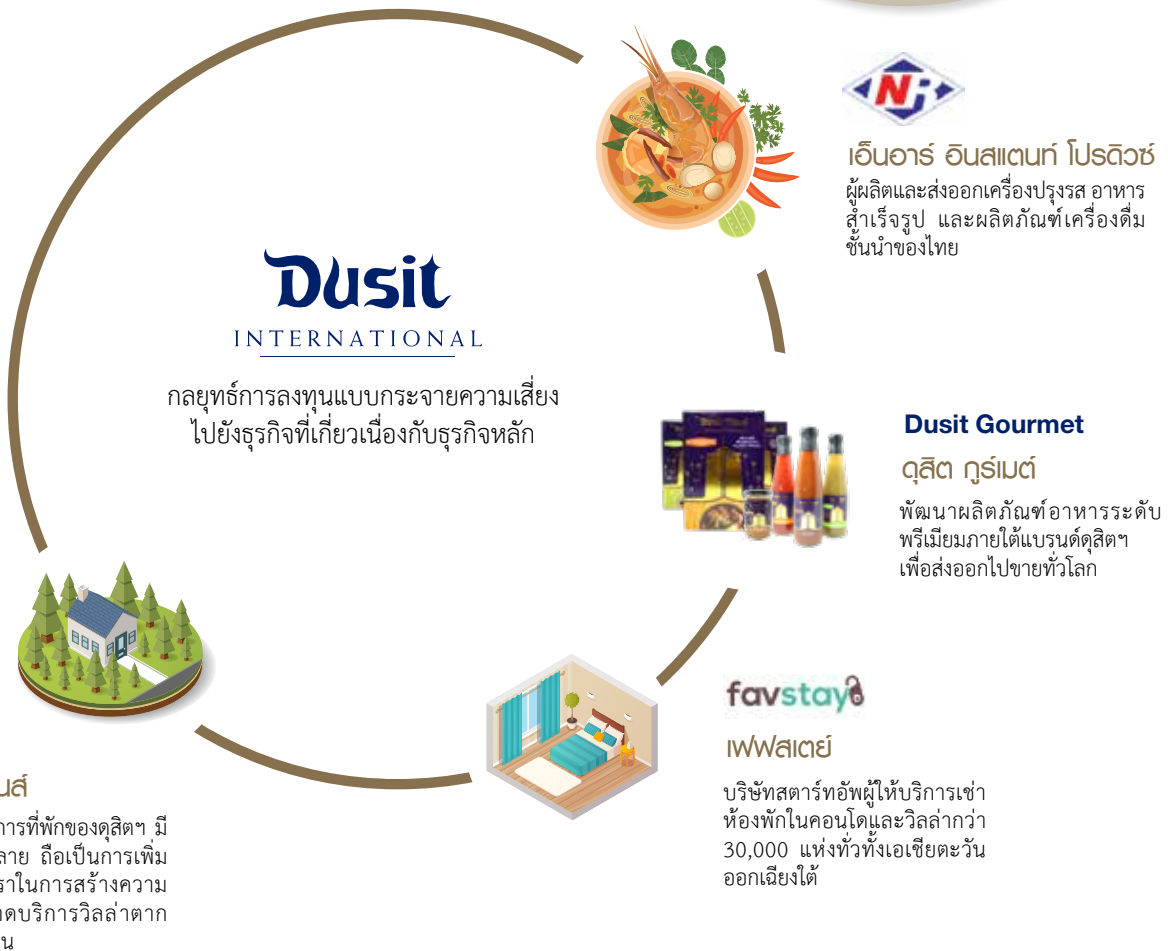 NR
เอ็นอาร์ อินสแตนท์ โปรดิวซ์
ผู้ผลิตและส่งออกเครื่องปรุงรส อาหาร
สำเร็จรูป และผลิตภัณฑ์เครื่องดื่ม
ชั้นนำของไทย
Dusit
INTERNATIONAL
กลยุทธ์การลงทุนแบบกระจายความเสี่ยง
ไปยังธุรกิจที่เกี่ยวเนื่องกับธุรกิจหลัก
Dusit Gourmet
ดุสิต กูร์เมต์
พัฒนาผลิตภัณฑ์อาหารระดับ
พรีเมียมภายใต้แบรนด์ดุสิตฯ
เพื่อส่งออกไปขายทั่วโลก
favstay
เฟฟสเตย์
บริษัทสตาร์ทอัพผู้ให้บริการเช่า
ห้องพักในคอนโดและวิลล่ากว่า
30,000 แห่งทั่วทั้งเอเชียตะวัน
ออกเฉียงใต้
นส์
การที่พักของดุสิตฯ มี
ลาย ถือเป็นการเพิ่ม
ราในการสร้างความ
าดบริการวิลล่าตาก
น